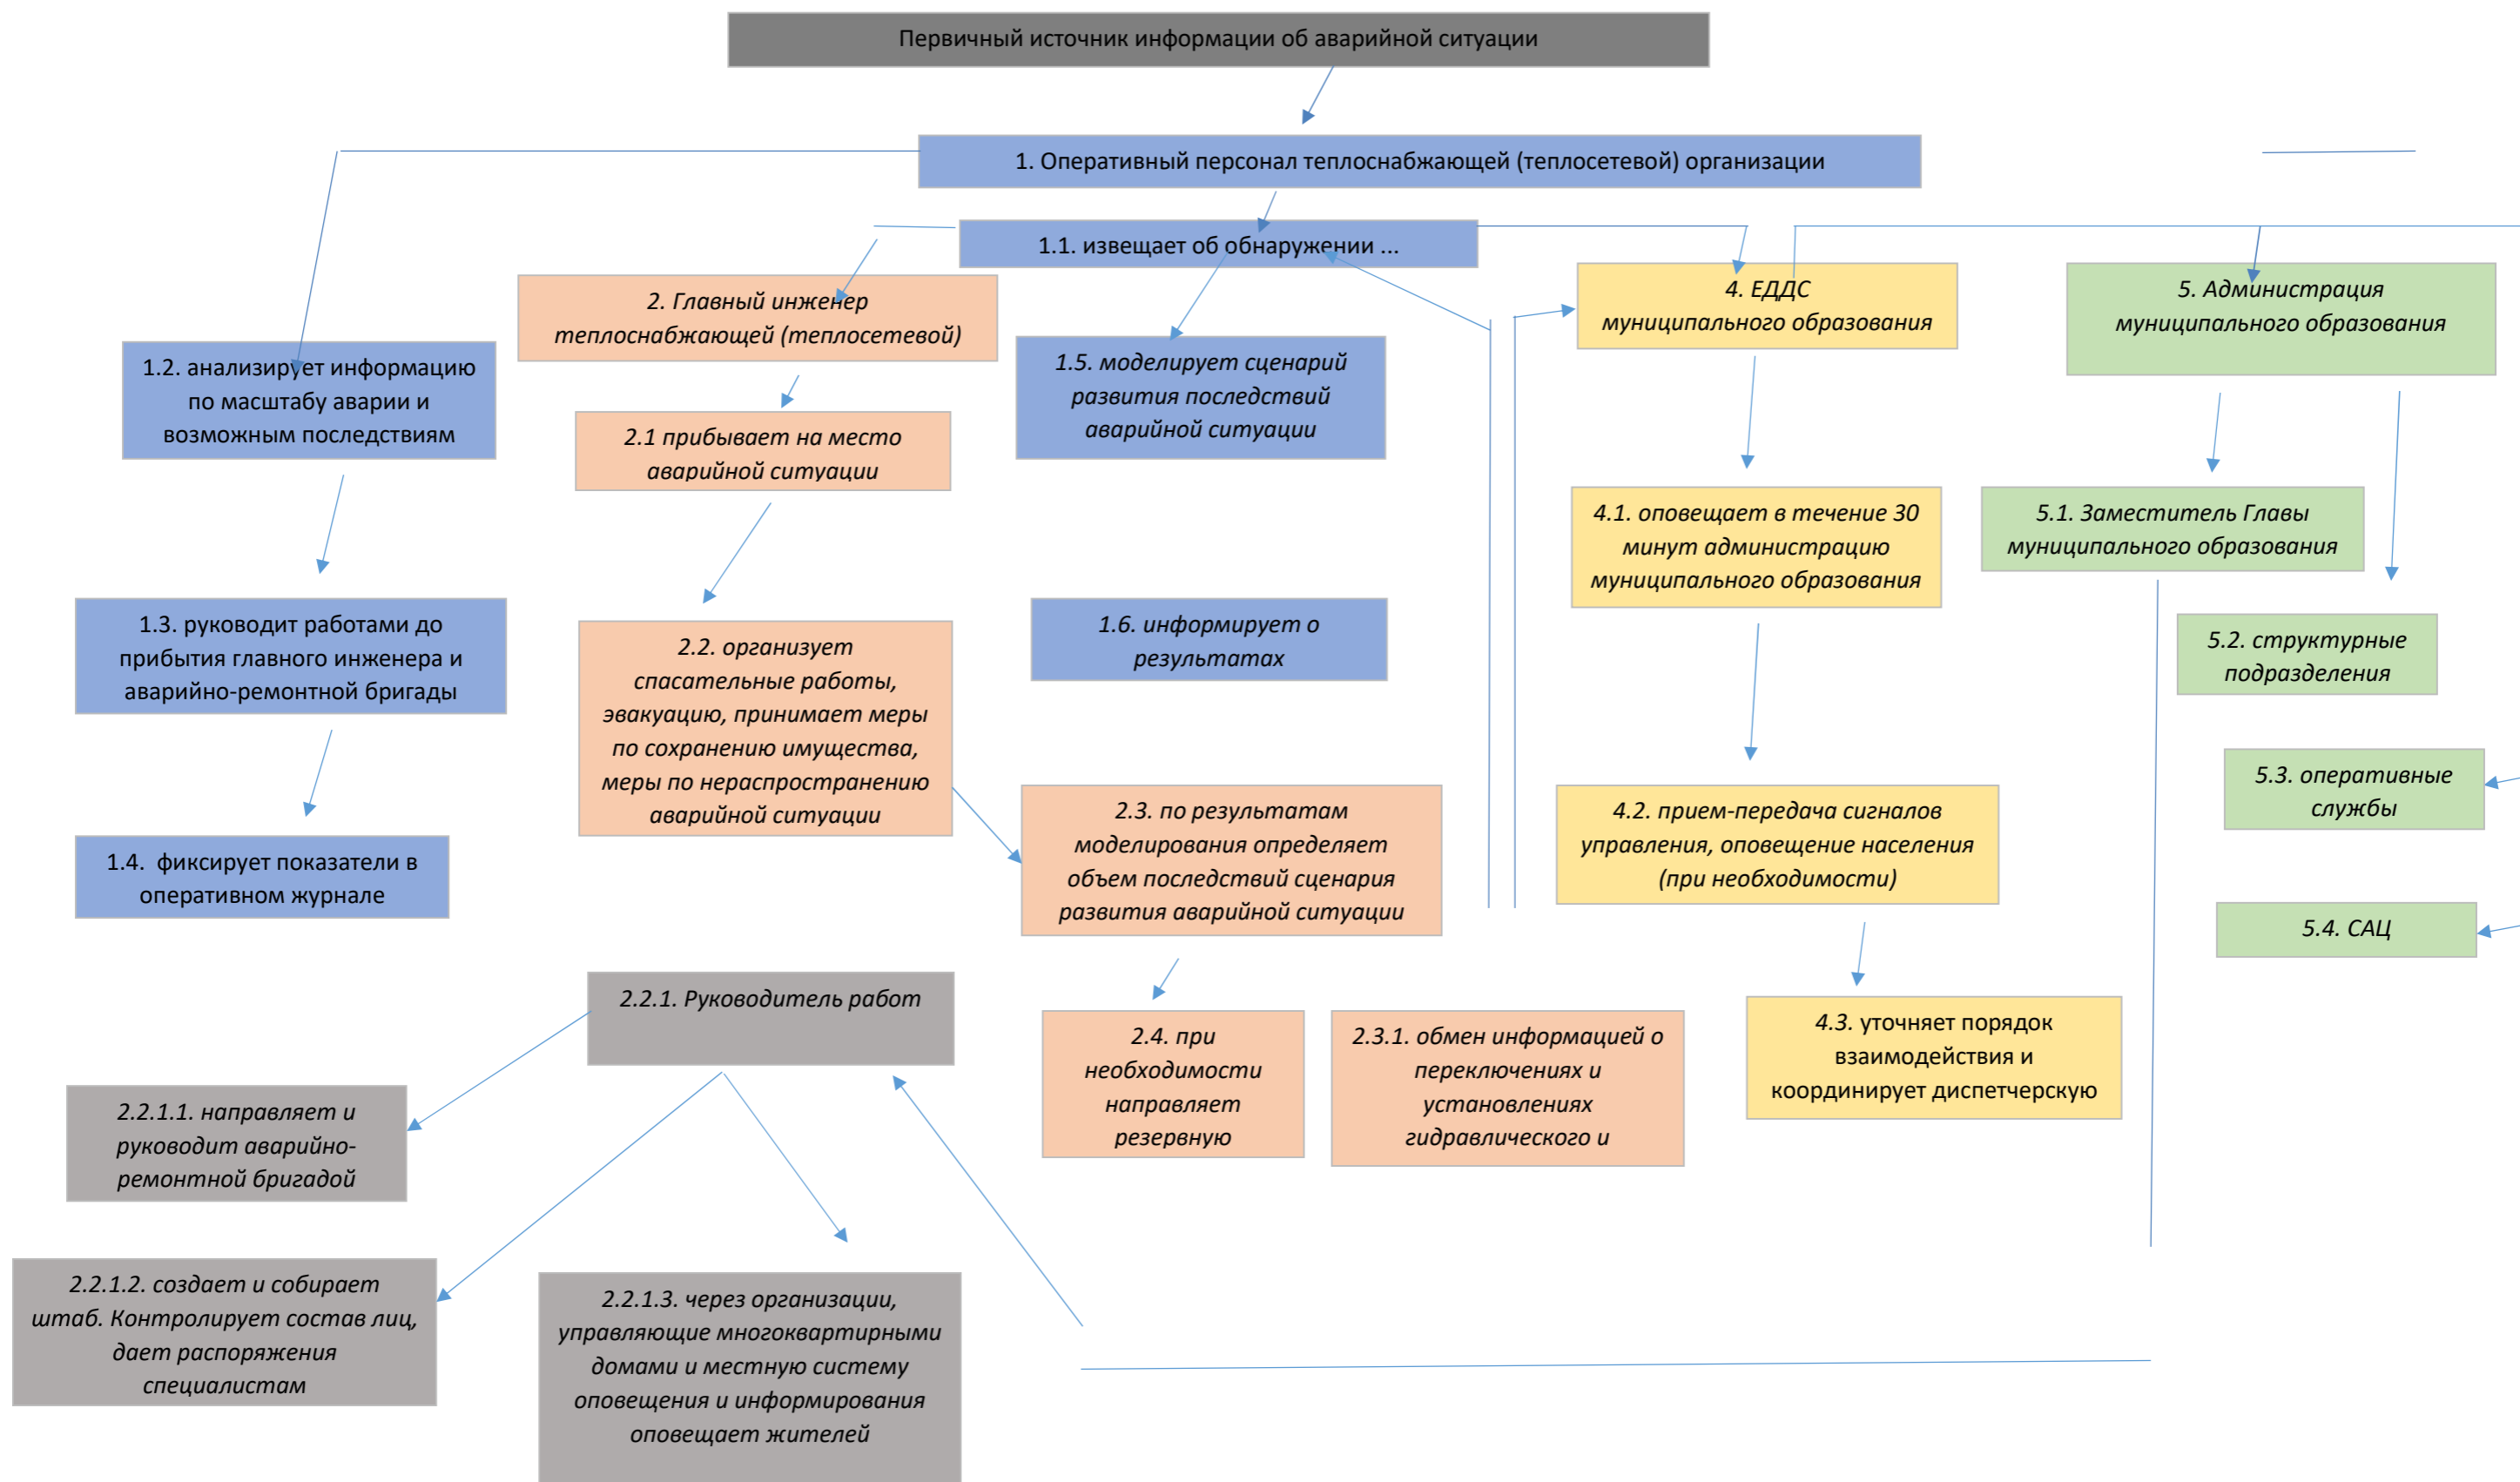 Первичный источник информации об аварийной ситуации
1. Оперативный персонал теплоснабжающей (теплосетевой) организации
1.1. извещает об обнаружении ...
2. Главный инженер
теплоснабжающей (теплосетевой)
4. ЕДДС
муниципального образования
5. Администрация
муниципального образования
1.2. анализирует информацию
по масштабу аварии и
возможным последствиям
1.5. моделирует сценарий
развития последствий
аварийной ситуации
2.1 прибывает на место
аварийной ситуации
4.1. оповещает в течение 30
минут администрацию
муниципального образования
5.1. Заместитель Главы
муниципального образования
1.3. руководит работами до
прибытия главного инженера и
аварийно-ремонтной бригады
2.2. организует
спасательные работы,
эвакуацию, принимает меры
по сохранению имущества,
меры по нераспространению
аварийной ситуации
1.6. информирует о
результатах
5.2. структурные
подразделения
5.3. оперативные
службы
1.4.  фиксирует показатели в
оперативном журнале
2.3. по результатам
моделирования определяет
объем последствий сценария
развития аварийной ситуации
4.2. прием-передача сигналов
управления, оповещение населения
(при необходимости)
5.4. САЦ
2.2.1. Руководитель работ
2.4. при
необходимости
направляет
резервную
2.3.1. обмен информацией о
переключениях и
установлениях
гидравлического и
4.3. уточняет порядок
взаимодействия и
координирует диспетчерскую
2.2.1.1. направляет и
руководит аварийно-
ремонтной бригадой
2.2.1.2. создает и собирает
штаб. Контролирует состав лиц,
дает распоряжения
специалистам
2.2.1.3. через организации,
управляющие многоквартирными
домами и местную систему
оповещения и информирования
оповещает жителей